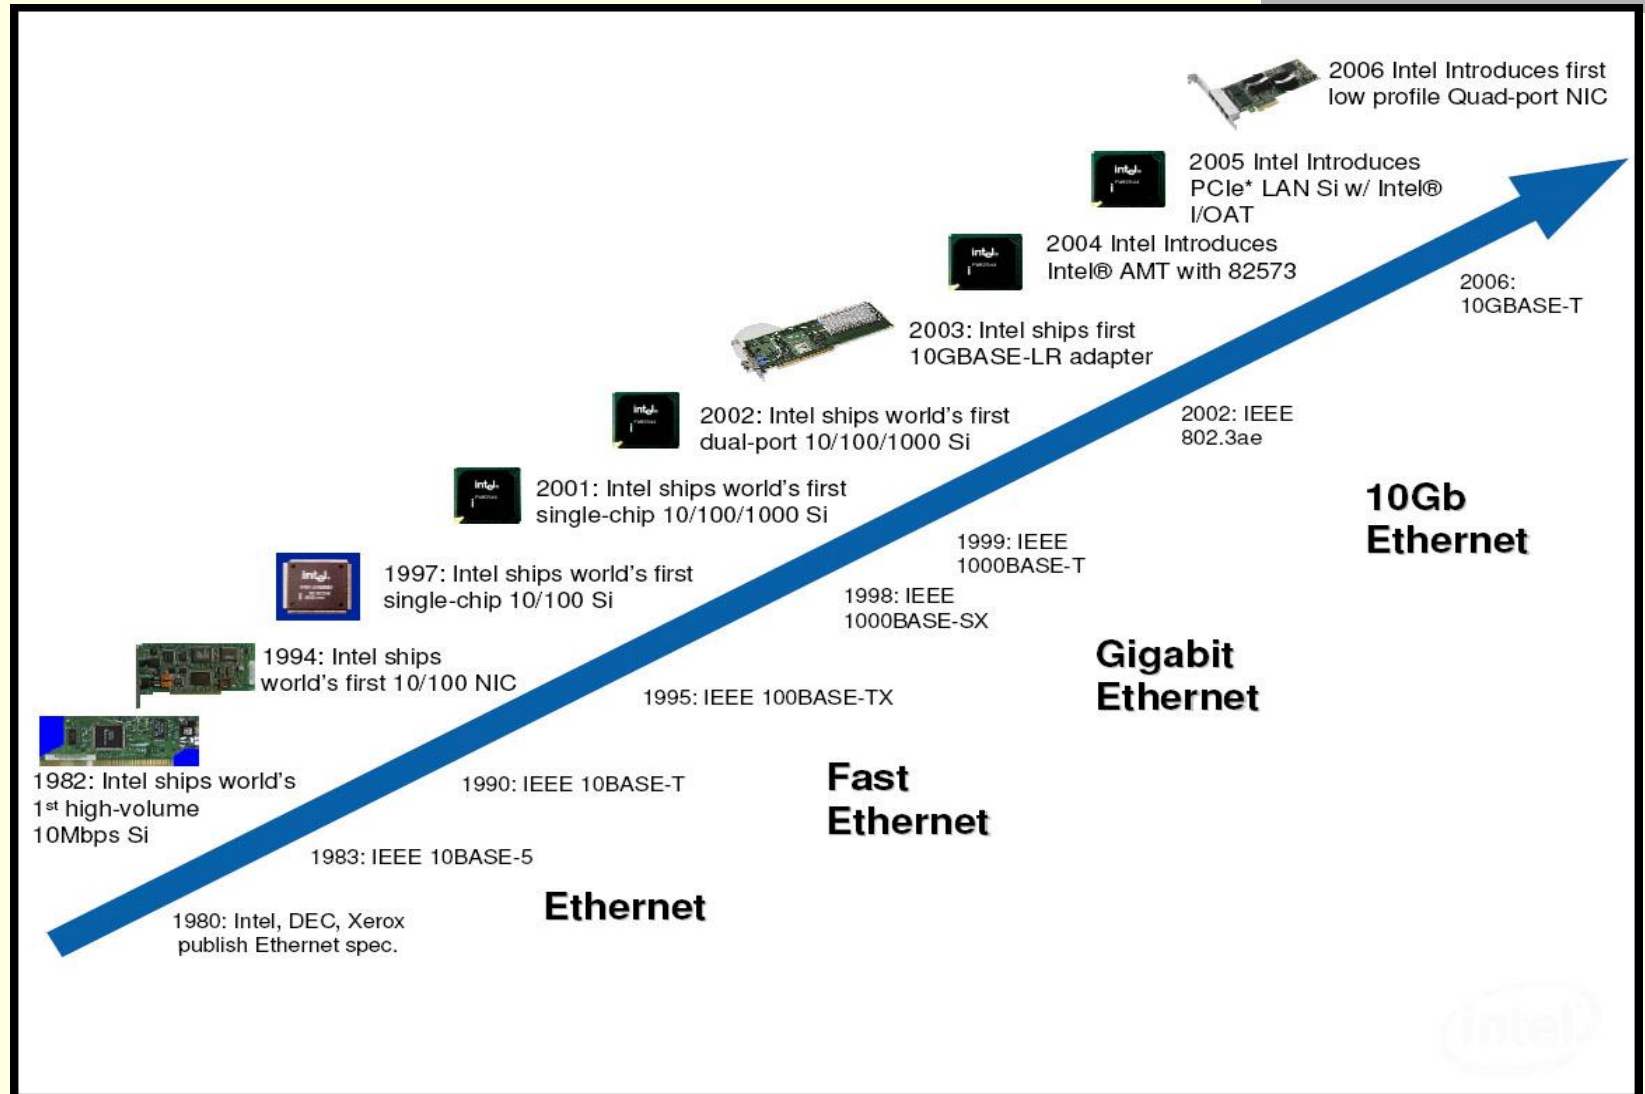 2006 Intel Introduces first
low profile Quad-port NIC
2005 Intel Introduces
PCIe* LAN Si w/ Intel®
I/OAT
2004 Intel Introduces
Intel® AMT with 82573
2006:
10GBASE-T
2003: Intel ships first
10GBASE-LR adapter
2002: IEEE
802.3ae
2002: Intel ships world's first
dual-port 10/100/1000 Si
2001: Intel ships world's first
single-chip 10/100/1000 Si
10Gb
Ethernet
1999: IEEE
1000BASE-T
1997: Intel ships world's first
single-chip 10/100 Si
1998: IEEE
1000BASE-SX
Gigabit
Ethernet
1994: Intel ships
world's first 10/100 NIC
1995: IEEE 100BASE-TX
1982: Intel ships world's
1st high-volume
10Mbps Si
1990: IEEE 10BASE-T
Fast
Ethernet
1983: IEEE 10BASE-5
Ethernet
1980: Intel, DEC, Xerox
publish Ethernet spec.
intel
intel
intel
intel
intel
intel